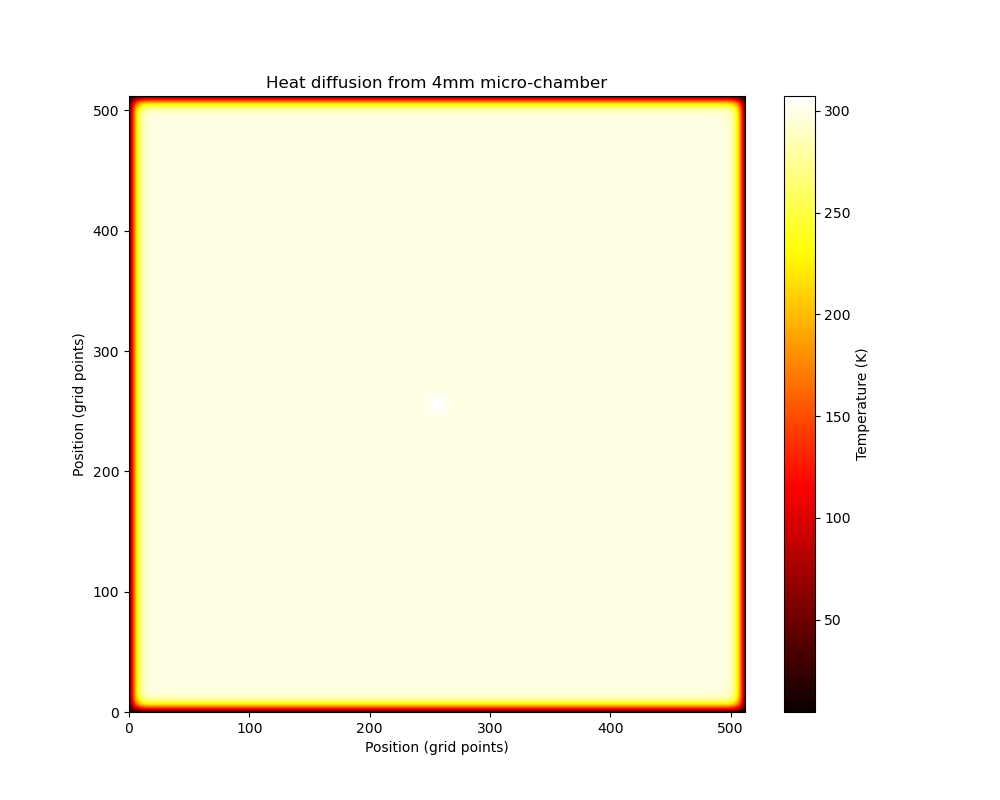 Heat diffusion from 4mm micro-chamber
500
400
300
200
100
0
Position (grid points)
0 100 200 300 400 500
Position (grid points)
300
250
200
150
100
50
Temperature (K)